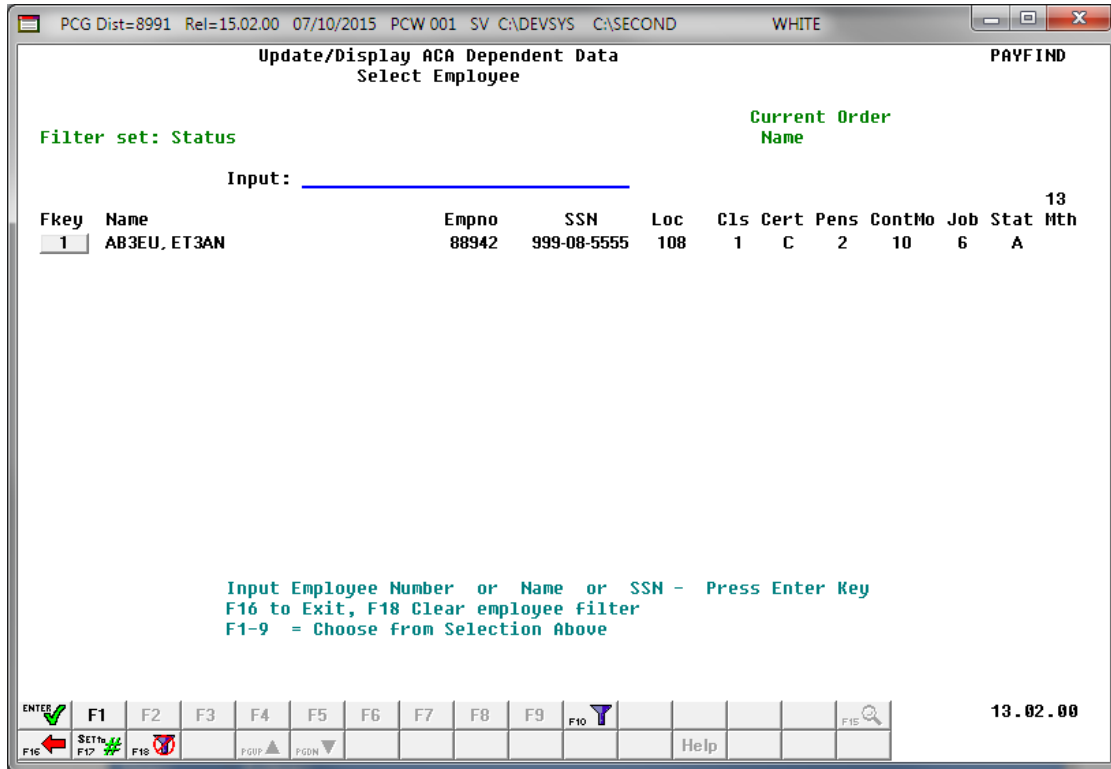 PCG Dist=8991 Rel=15.02.00 07/10/2015 PCW 001 SV C:\DEVSYS C:\SECOND WHITE
Update/Display ACA Dependent Data PAYFIND
Select Employee
Current Order
Filter set: Status Name
Input:
13
Fkey Name Empno SSN Loc Cls Cert Pens ContMo Job Stat Mth
1 AB3EU, ET3AN 88942 999-08-5555 108 1 C 2 10 6 A
Input Employee Number or Name or SSN - Press Enter Key
F16 to Exit, F18 Clear employee filter
F1-9 = Choose from Selection Above
ENTER F1 F2 F3 F4 F5 F6 F7 F8 F9 F10 F15 13.02.00
F16 SETTo F17 # F18 PGUP PGDN Help